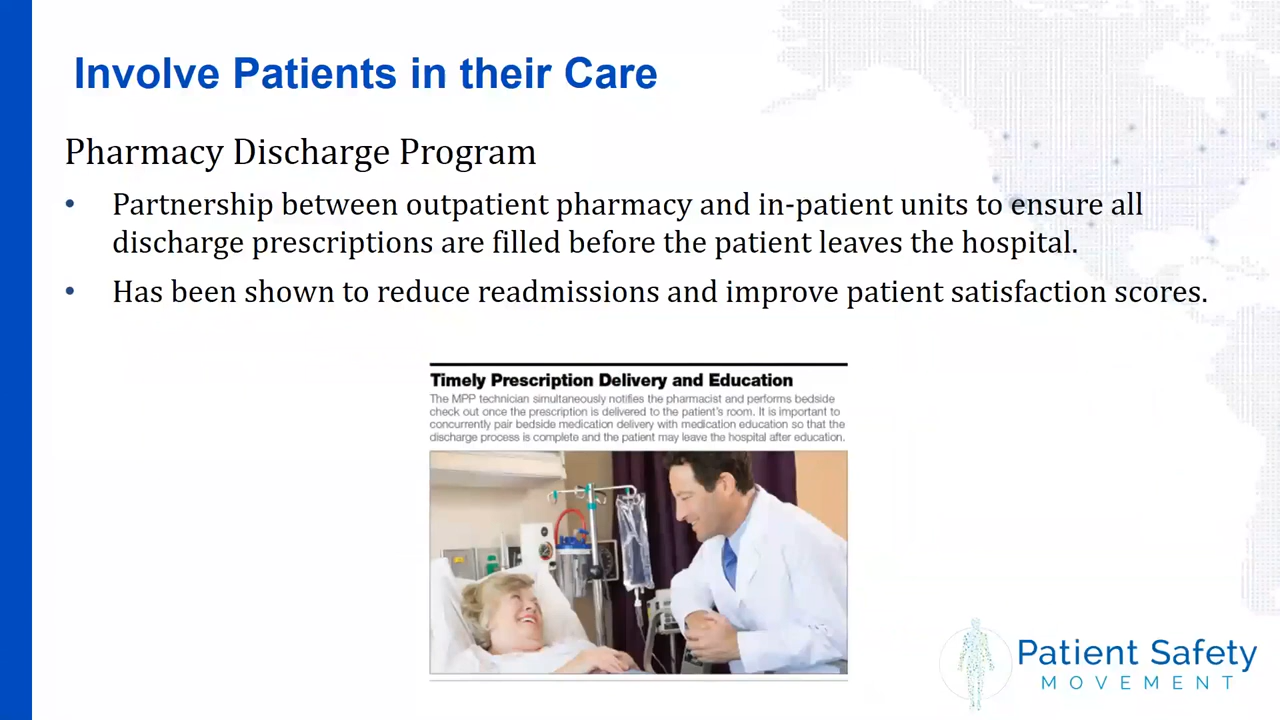 Involve Patients in their Care
Pharmacy Discharge Program
• Partnership between outpatient pharmacy and in-patient units to ensure all
discharge prescriptions are filled before the patient leaves the hospital.
• Has been shown to reduce readmissions and improve patient satisfaction scores.
Timely Prescription Delivery and Education
The MPP technician simultaneously notifies the pharmacist and performs bedside
check out once the prescription is delivered to the patient's room. It is important to
concurrently pair bedside medication delivery with medication education so that the
discharge process is complete and the patient may leave the hospital after education.
Patient Safety
MOVEMENT